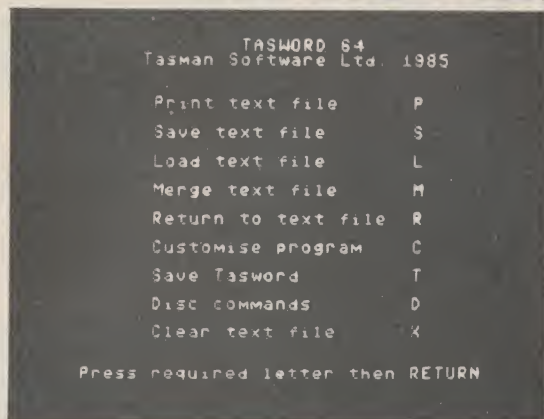 TASWORD 64
Tasman Software Ltd. 1985
Print text file P
Save text file S
Load text file L
Merge text file M
Return to text file R
Customise program C
Save Tasword T
Disc commands D
Clear text file X
Press required letter then RETURN